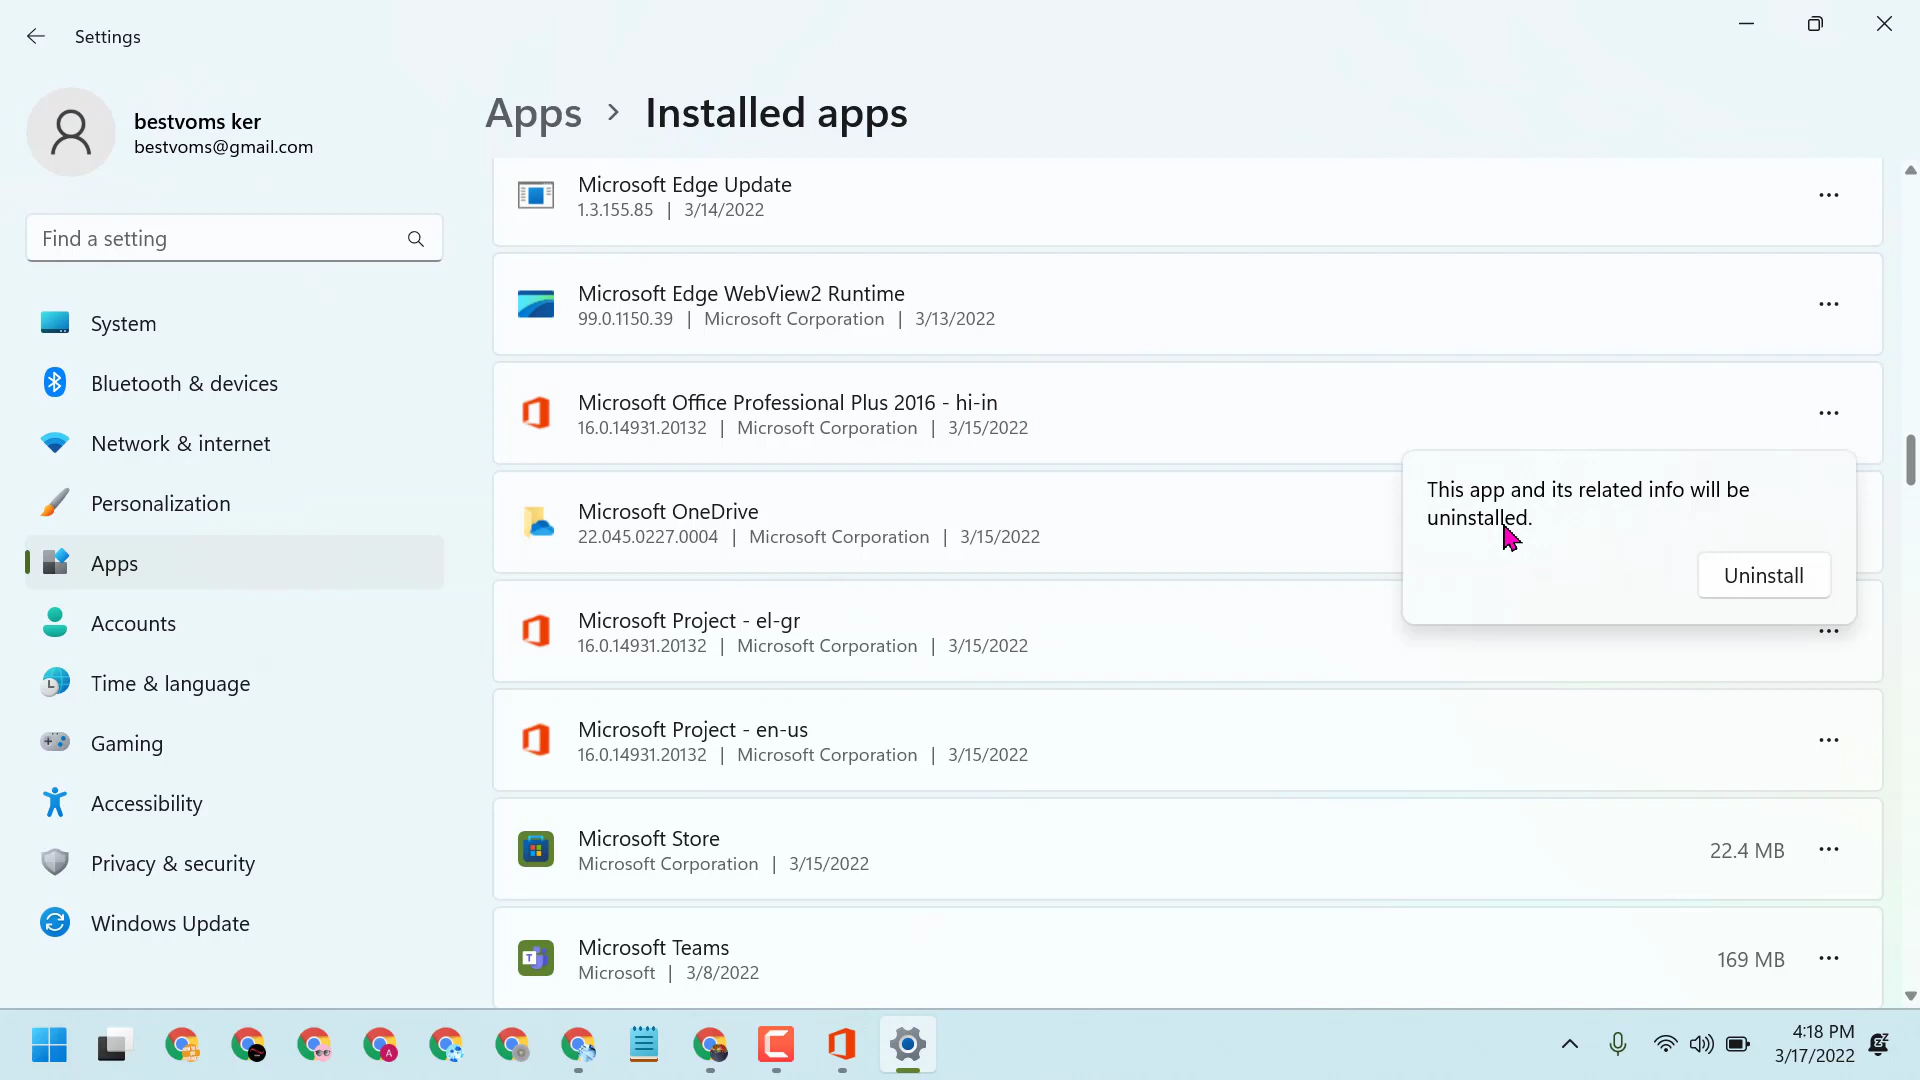 Settings
bestvoms ker
bestvoms@gmail.com
Find a setting
System
Bluetooth & devices
Network & internet
Personalization
Apps
Accounts
Time & language
Gaming
Accessibility
Privacy & security
Windows Update
Apps > Installed apps
Microsoft Edge Update
1.3.155.85 | 3/14/2022
Microsoft Edge WebView2 Runtime
99.0.1150.39 | Microsoft Corporation | 3/13/2022
Microsoft Office Professional Plus 2016 - hi-in
16.0.14931.20132 | Microsoft Corporation | 3/15/2022
This app and its related info will be
uninstalled.
Uninstall
Microsoft OneDrive
22.045.0227.0004 | Microsoft Corporation | 3/15/2022
Microsoft Project - el-gr
16.0.14931.20132 | Microsoft Corporation | 3/15/2022
Microsoft Project - en-us
16.0.14931.20132 | Microsoft Corporation | 3/15/2022
Microsoft Store
Microsoft Corporation | 3/15/2022
22.4 MB
Microsoft Teams
Microsoft | 3/8/2022
169 MB
4:18 PM
3/17/2022